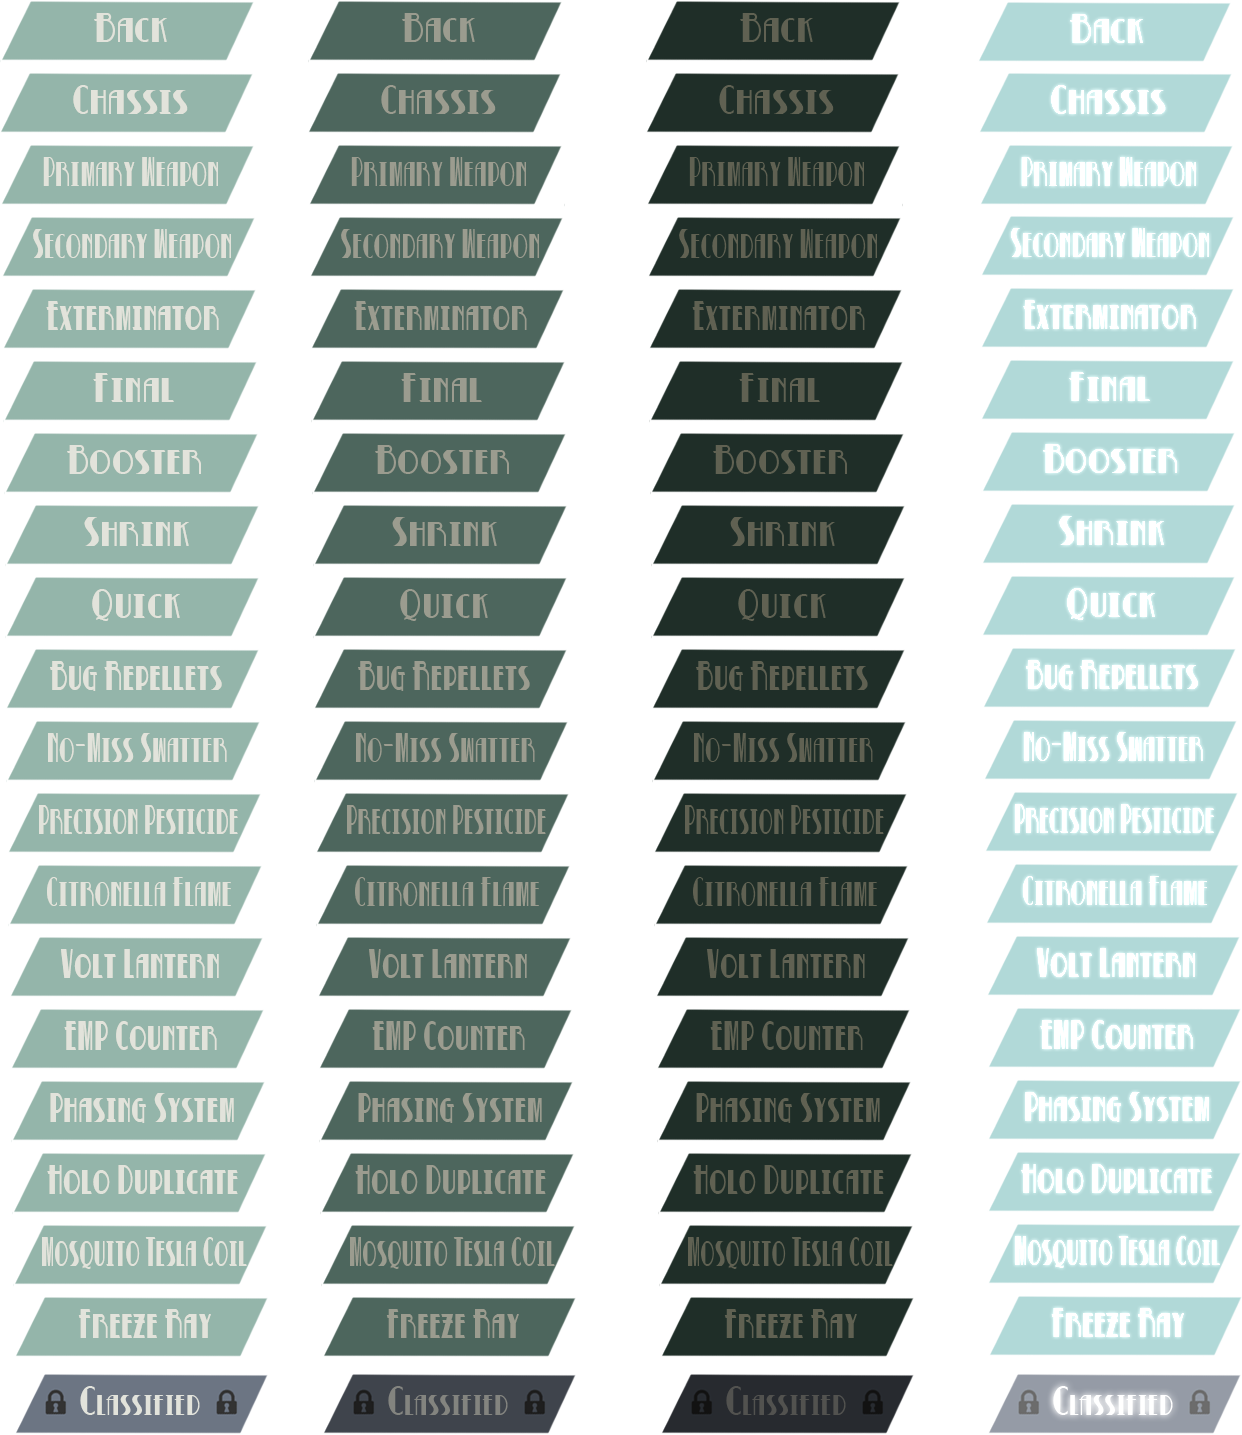 Back Back Back Back
Chassis Chassis Chassis Chassis
Primary Weapon Primary Weapon Primary Weapon Primary Weapon
Secondary Weapon Secondary Weapon Secondary Weapon Secondary Weapon
Exterminator Exterminator Exterminator Exterminator
Final Final Final Final
Booster Booster Booster Booster
Shrink Shrink Shrink Shrink
Quick Quick Quick Quick
Bug Repellets Bug Repellets Bug Repellets Bug Repellets
No-Miss Swatter No-Miss Swatter No-Miss Swatter No-Miss Swatter
Precision Pesticide Precision Pesticide Precision Pesticide Precision Pesticide
Citronella Flame Citronella Flame Citronella Flame Citronella Flame
Volt Lantern Volt Lantern Volt Lantern Volt Lantern
EMP Counter EMP Counter EMP Counter EMP Counter
Phasing System Phasing System Phasing System Phasing System
Holo Duplicate Holo Duplicate Holo Duplicate Holo Duplicate
Mosquito Tesla Coil Mosquito Tesla Coil Mosquito Tesla Coil Mosquito Tesla Coil
Freeze Ray Freeze Ray Freeze Ray Freeze Ray
Classified Classified Classified Classified